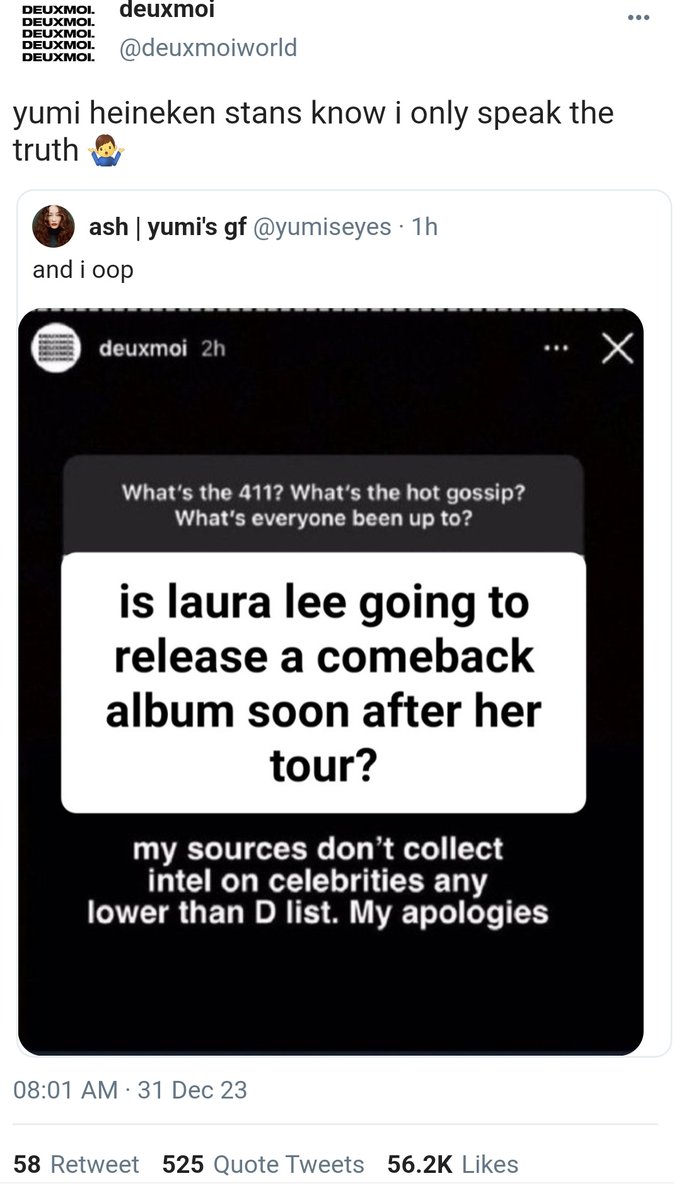 DEUXMOI.
DEUXMOI.
DEUXMOI.
DEUXMOI.
DEUXMOI.
deuxmoi
@deuxmoiworld
yumi heineken stans know i only speak the
truth 🤷‍♂️
ash | yumi's gf @yumiseyes · 1h
and i oop
deuxmoi 2h
What's the 411? What's the hot gossip?
What's everyone been up to?
is laura lee going to
release a comeback
album soon after her
tour?
my sources don't collect
intel on celebrities any
lower than D list. My apologies
08:01 AM · 31 Dec 23
58 Retweet 525 Quote Tweets 56.2K Likes